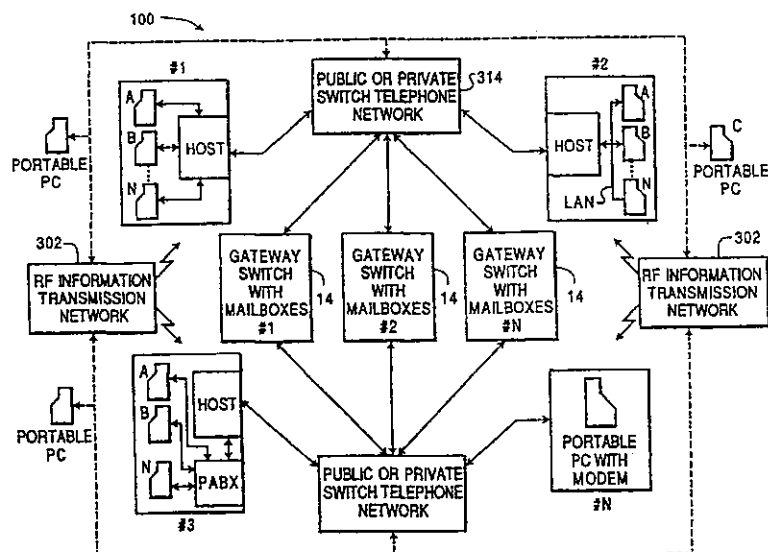 100
#1
A
B
N
HOST
PUBLIC OR PRIVATE
SWITCH TELEPHONE
NETWORK
314
#2
HOST
A
B
N
LAN
PORTABLE
PC
C
PORTABLE
PC
302
RF INFORMATION
TRANSMISSION
NETWORK
GATEWAY
SWITCH
WITH
MAILBOXES
#1
14
GATEWAY
SWITCH
WITH
MAILBOXES
#2
14
GATEWAY
SWITCH
WITH
MAILBOXES
#N
14
302
RF INFORMATION
TRANSMISSION
NETWORK
PORTABLE
PC
A
B
N
HOST
PABX
#3
PUBLIC OR PRIVATE
SWITCH TELEPHONE
NETWORK
PORTABLE
PC WITH
MODEM
#N